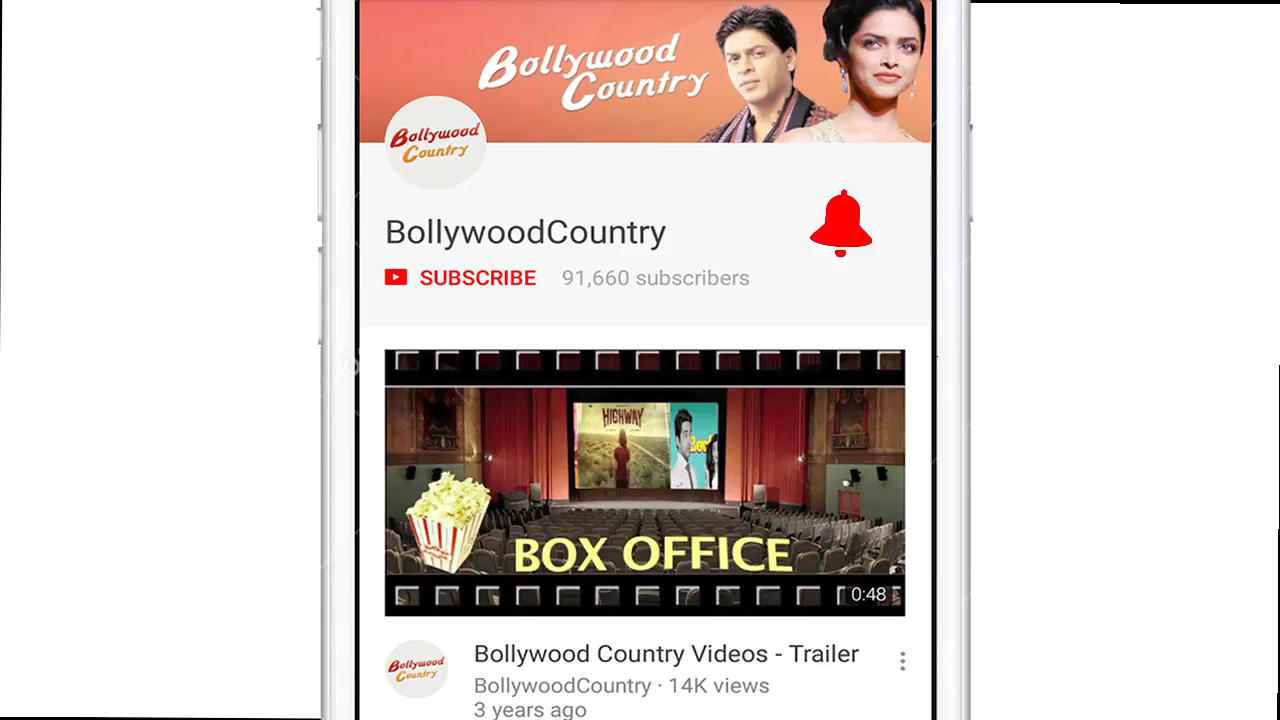 Bollywood
Country
Bollywood
Country
BollywoodCountry
SUBSCRIBE 91,660 subscribers
HIGHWAY
BOX OFFICE
0:48
Bollywood
Country
Bollywood Country Videos - Trailer
BollywoodCountry · 14K views
3 years ago